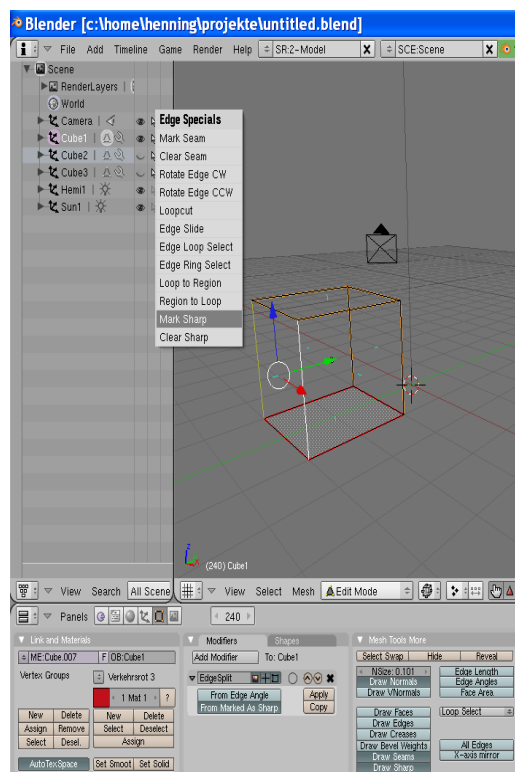 Blender [c:\home\henning\projekte\untitled.blend]
File Add Timeline Game Render Help SR:2-Model X SCE:Scene X
Scene
RenderLayers |
World
Camera |
Cube1 |
Cube2 |
Cube3 |
Hemi1 |
Sun1 |
Edge Specials
Mark Seam
Clear Seam
Rotate Edge CW
Rotate Edge CCW
Loopcut
Edge Slide
Edge Loop Select
Edge Ring Select
Loop to Region
Region to Loop
Mark Sharp
Clear Sharp
z
x
(240) Cube1
View Search All Scene View Select Mesh Edit Mode
Panels 240
Link and Materials
ME:Cube.007 F OB:Cube1
Vertex Groups Verkehrsrot 3
1 Mat 1 ?
New Delete New Delete
Assign Remove Select Deselect
Select Desel. Assign
AutoTexSpace Set Smoot Set Solid
Modifiers Shapes
Add Modifier To: Cube1
EdgeSplit
From Edge Angle Apply
From Marked As Sharp Copy
Mesh Tools More
Select Swap Hide Reveal
NSize: 0.101 Edge Length
Draw Normals Edge Angles
Draw VNormals Face Area
Draw Faces Loop Select
Draw Edges
Draw Creases
Draw Bevel Weights All Edges
Draw Seams X-axis mirror
Draw Sharp